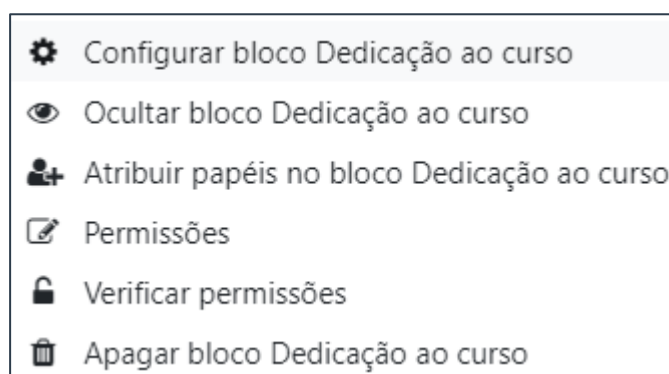 Configurar bloco Dedicação ao curso
Ocultar bloco Dedicação ao curso
Atribuir papéis no bloco Dedicação ao curso
Permissões
Verificar permissões
Apagar bloco Dedicação ao curso